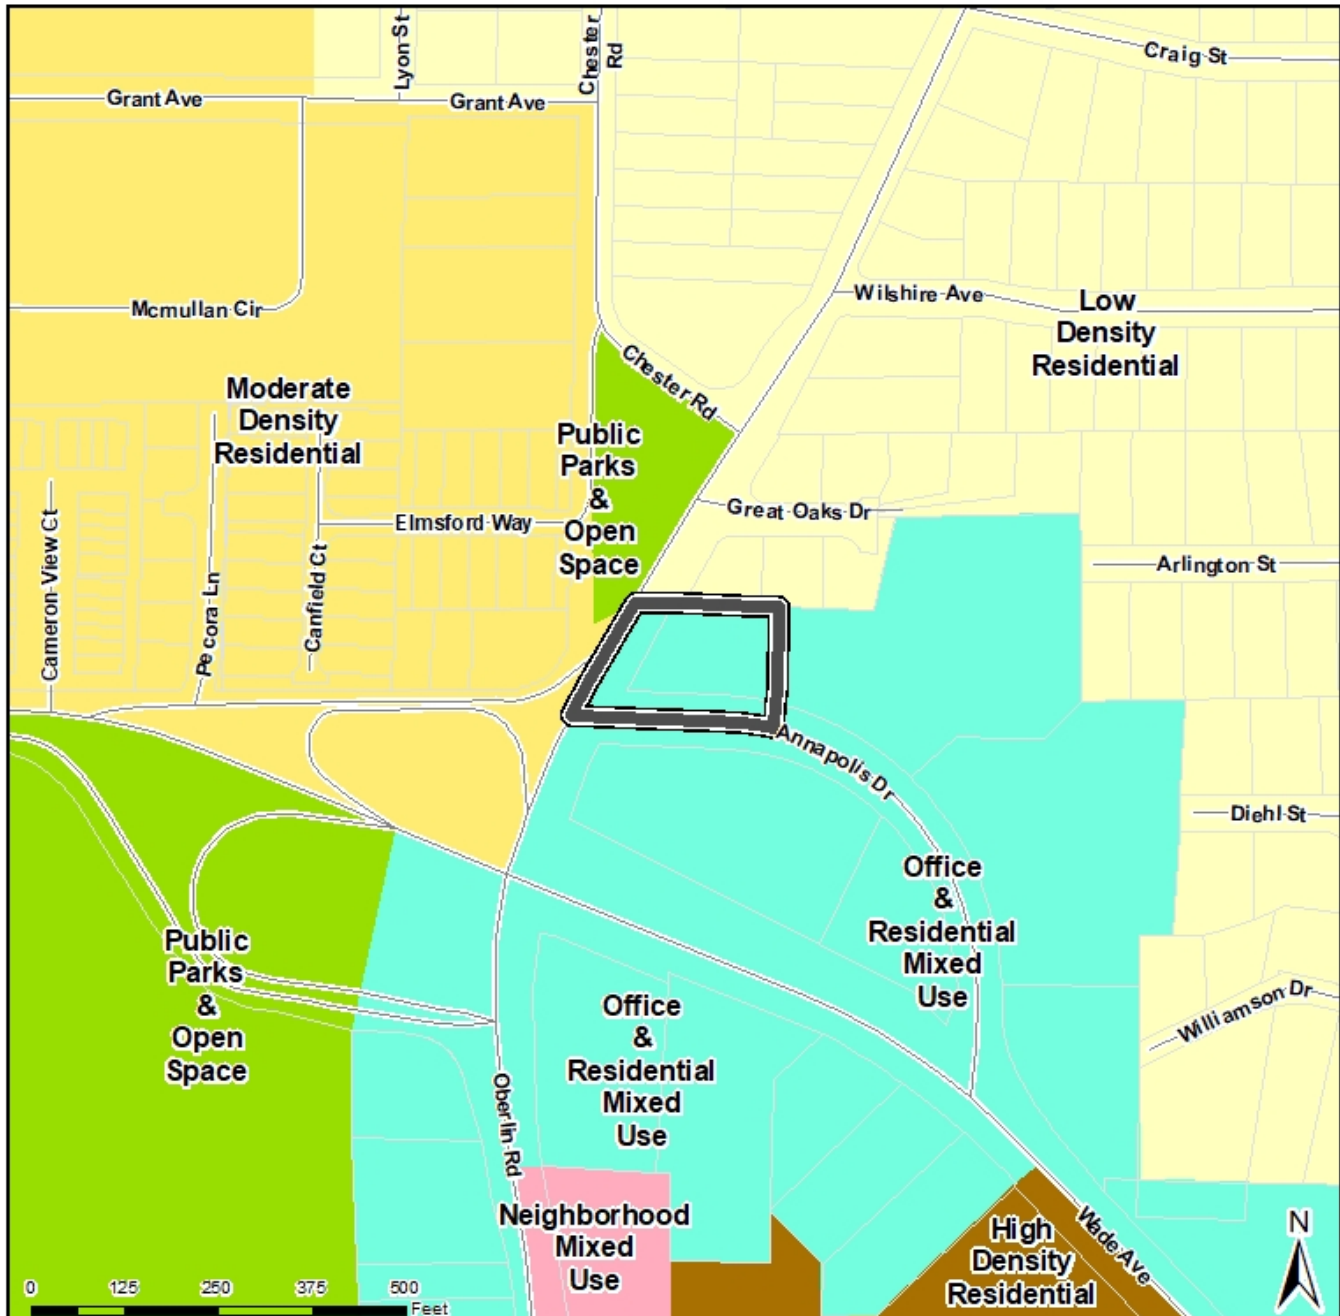 Lyon St
Chester
Rd
Craig St
Grant Ave
Grant Ave
Wilshire Ave
Low
Density
Residential
Mcmullan Cir
Chester Rd
Moderate
Density
Residential
Public
Parks
&
Open
Space
Great Oaks Dr
Elmsford Way
Cameron View Ct
Pecora Ln
Canfield Ct
Arlington St
Annapolis Dr
Diehl St
Office
&
Residential
Mixed
Use
Public
Parks
&
Open
Space
Office
&
Residential
Mixed
Use
Williamson Dr
Oberlin Rd
Neighborhood
Mixed
Use
High
Density
Residential
Wade Ave
N
0 125 250 375 500
Feet